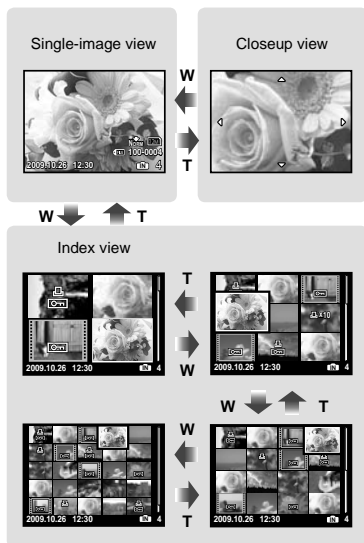 Single-image view
Closeup view
W
NORM 12M
100-0004
2009.10.26 12:30 IN 4
T
W T
Index view
T
2009.10.26 12:30 IN 4
x10
2009.10.26 12:30 IN 4
W
W T
W
2009.10.26 12:30 IN 4
2009.10.26 12:30 IN 4
T